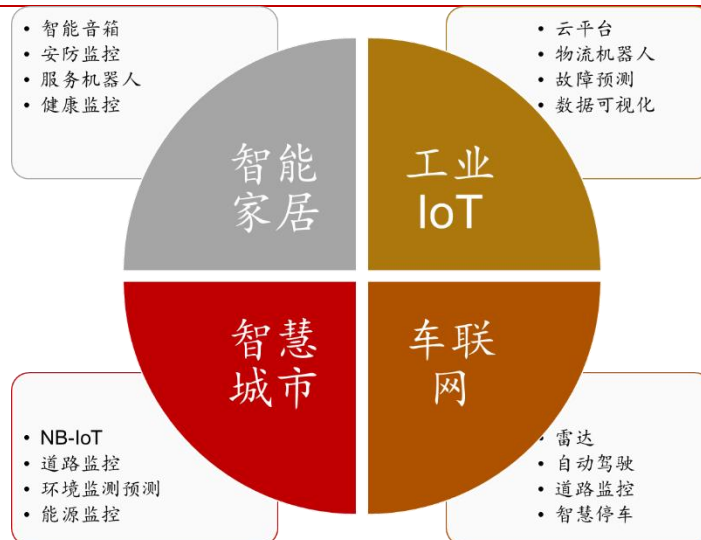 • 智能音箱
• 安防监控
• 服务机器人
• 健康监控
• 云平台
• 物流机器人
• 故障预测
• 数据可视化
智能
家居
工业
IoT
智慧
城市
车联
网
• NB-IoT
• 道路监控
• 环境监测预测
• 能源监控
• 雷达
• 自动驾驶
• 道路监控
• 智慧停车